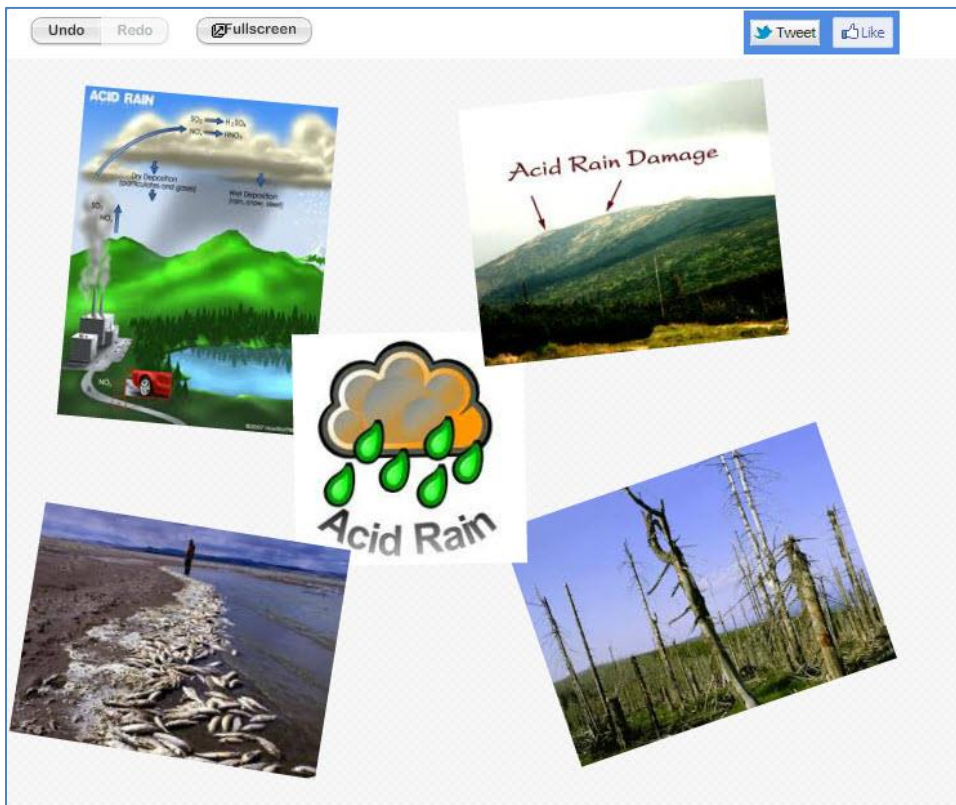 Undo Redo Fullscreen Tweet Like
ACID RAIN
SO₂ → H₂SO₄
NOₓ → HNO₃
Dry Deposition
(particulates and gases)
Wet Deposition
(rain, snow, sleet)
SO₂
NOₓ
NOₓ
©2007
Acid Rain Damage
Acid Rain